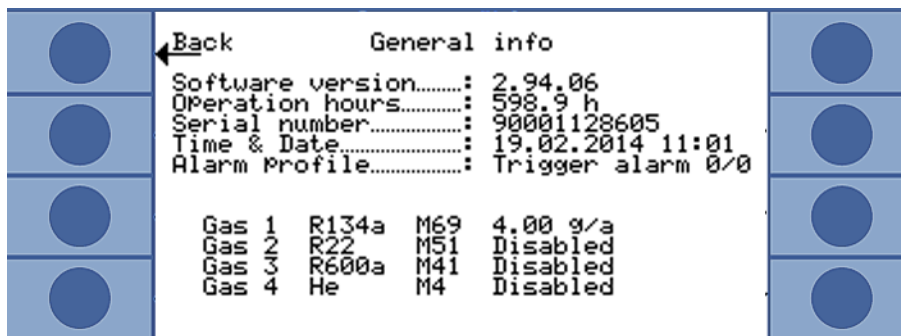 Back General info
Software version........: 2.94.06
Operation hours.........: 598.9 h
Serial number...........: 90001128605
Time & Date.............: 19.02.2014 11:01
Alarm Profile...........: Trigger alarm 0/0
Gas 1 R134a M69 4.00 g/a
Gas 2 R22 M51 Disabled
Gas 3 R600a M41 Disabled
Gas 4 He M4 Disabled